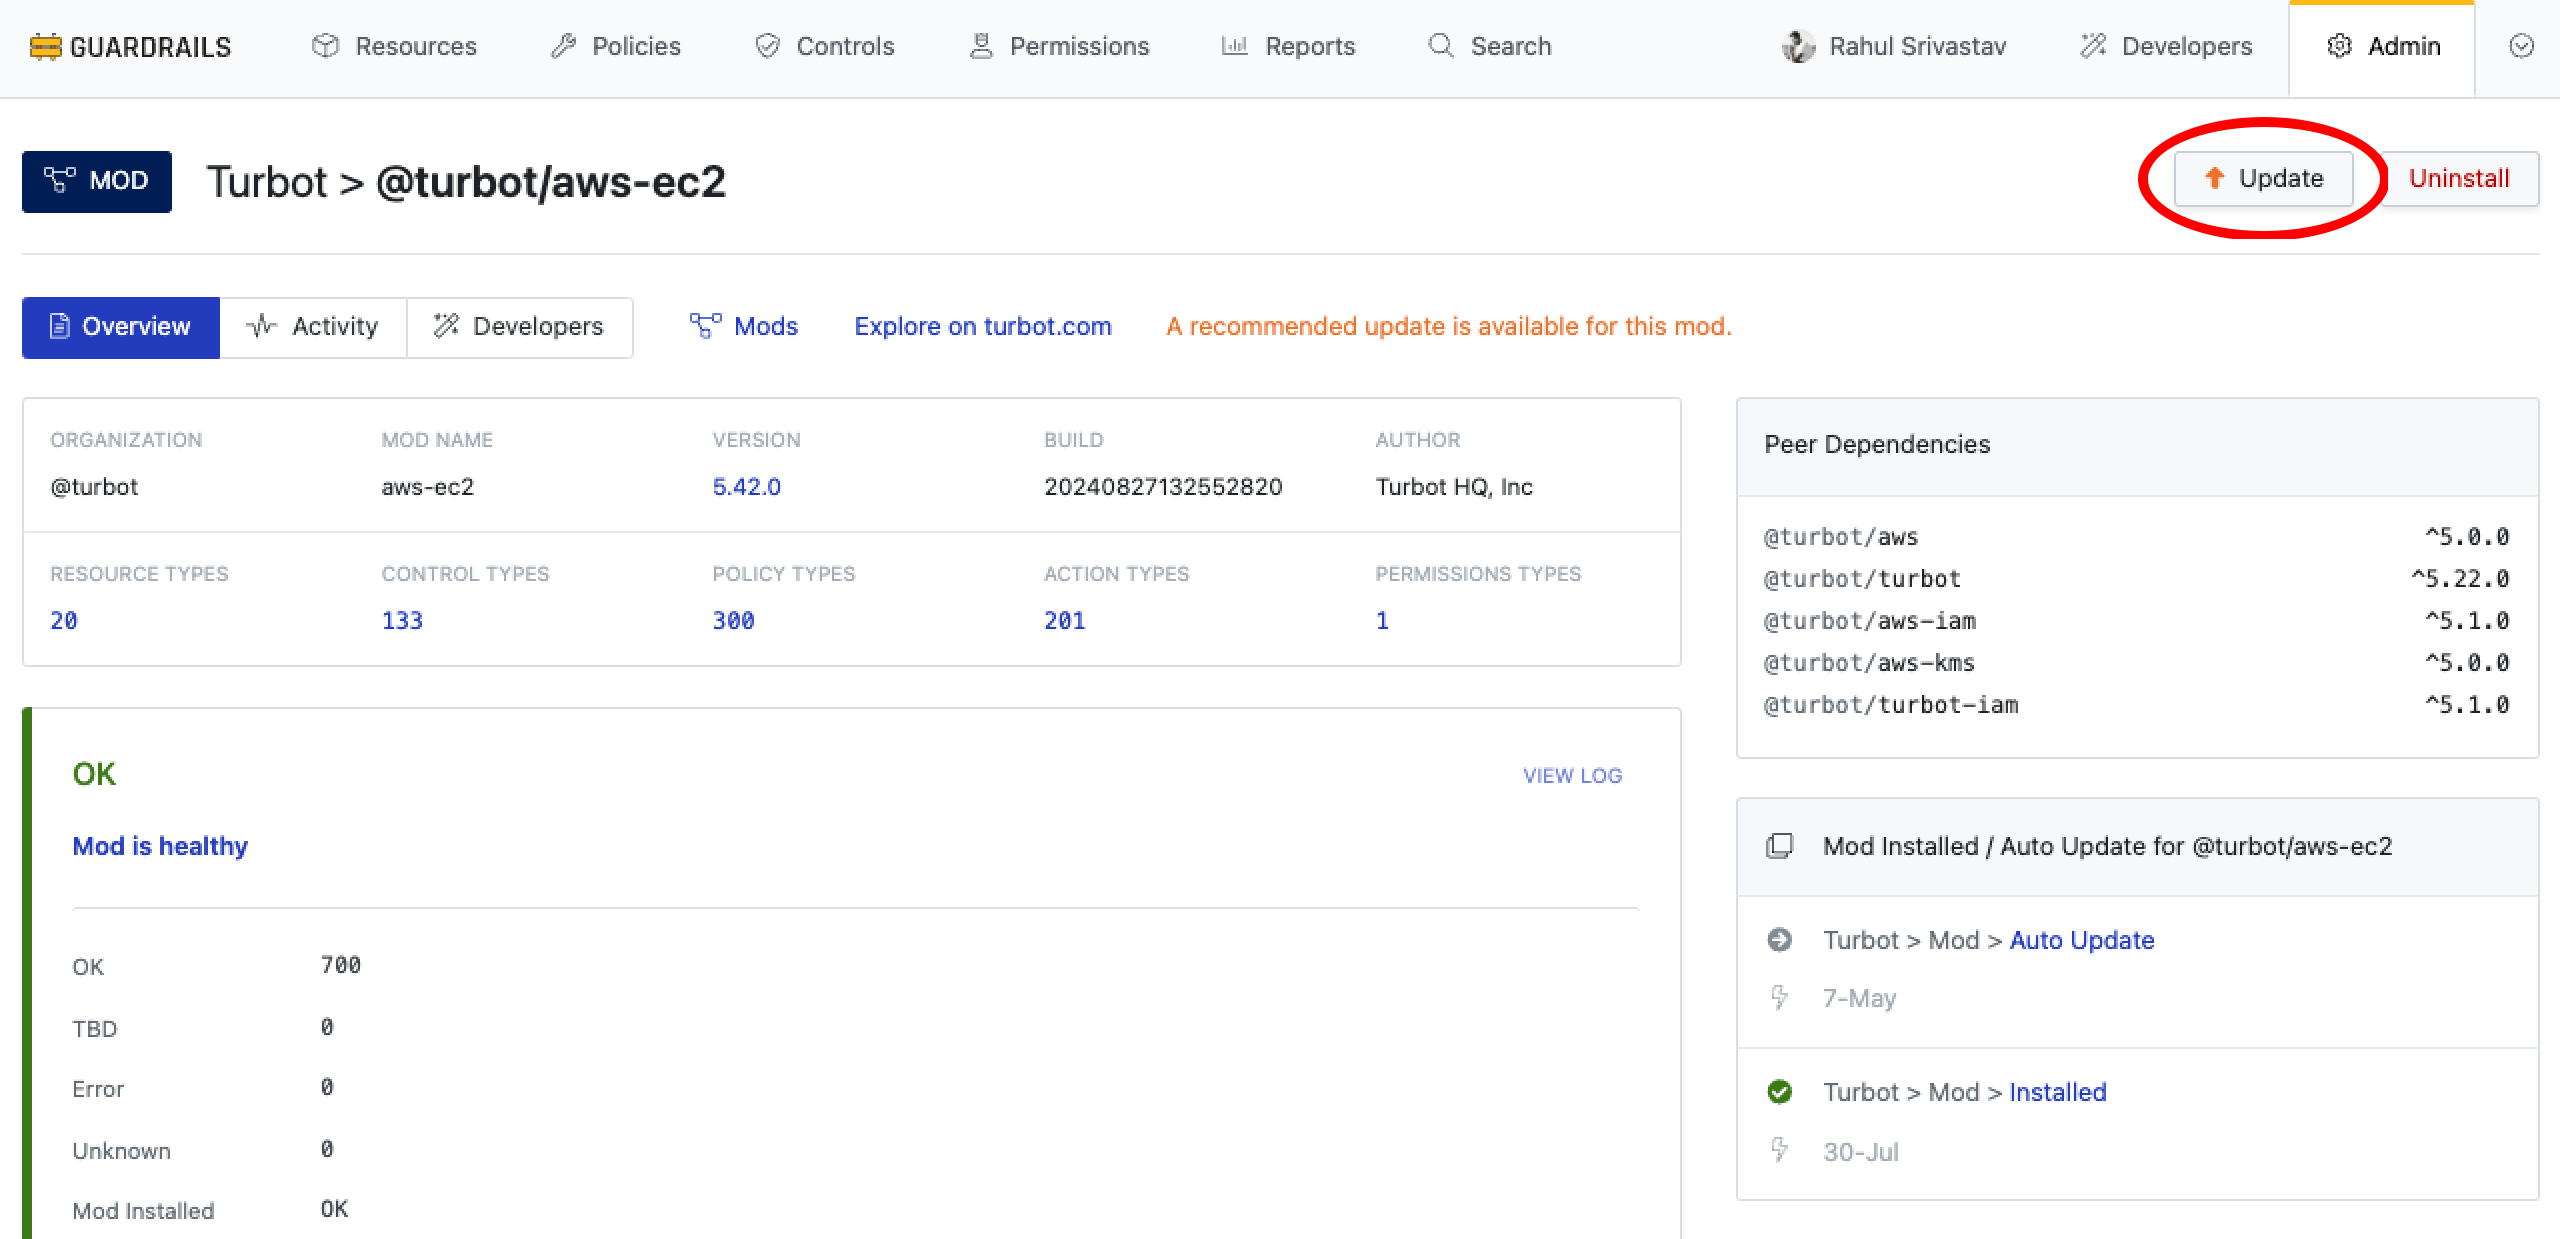 GUARDRAILS Resources Policies Controls Permissions Reports Search Rahul Srivastav Developers Admin
MOD Turbot > @turbot/aws-ec2 Update Uninstall
Overview Activity Developers Mods Explore on turbot.com A recommended update is available for this mod.
ORGANIZATION MOD NAME VERSION BUILD AUTHOR
@turbot aws-ec2 5.42.0 20240827132552820 Turbot HQ, Inc
RESOURCE TYPES CONTROL TYPES POLICY TYPES ACTION TYPES PERMISSIONS TYPES
20 133 300 201 1
OK VIEW LOG
Mod is healthy
OK 700
TBD 0
Error 0
Unknown 0
Mod Installed OK
Peer Dependencies
@turbot/aws ^5.0.0
@turbot/turbot ^5.22.0
@turbot/aws-iam ^5.1.0
@turbot/aws-kms ^5.0.0
@turbot/turbot-iam ^5.1.0
Mod Installed / Auto Update for @turbot/aws-ec2
Turbot > Mod > Auto Update
7-May
Turbot > Mod > Installed
30-Jul